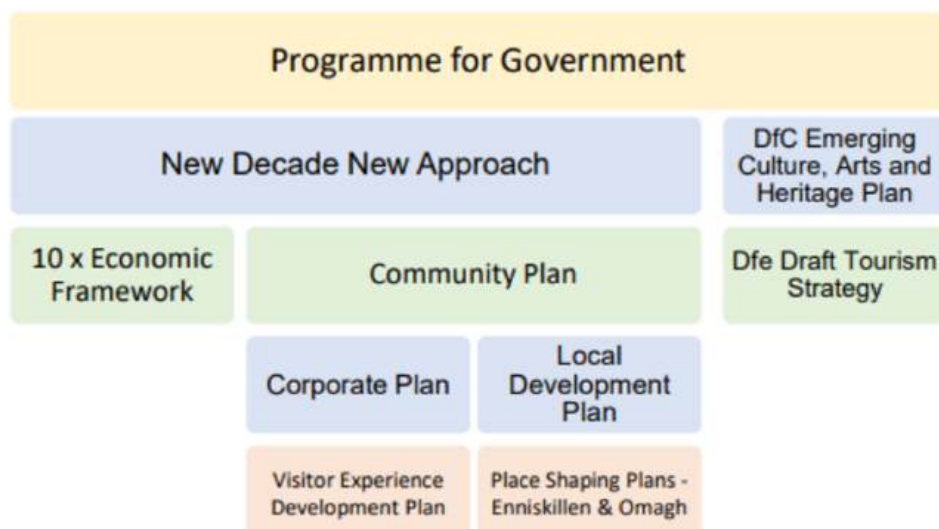 Programme for Government
New Decade New Approach
DfC Emerging
Culture, Arts and
Heritage Plan
10 x Economic
Framework
Community Plan
Dfe Draft Tourism
Strategy
Corporate Plan
Local
Development
Plan
Visitor Experience
Development Plan
Place Shaping Plans -
Enniskillen & Omagh